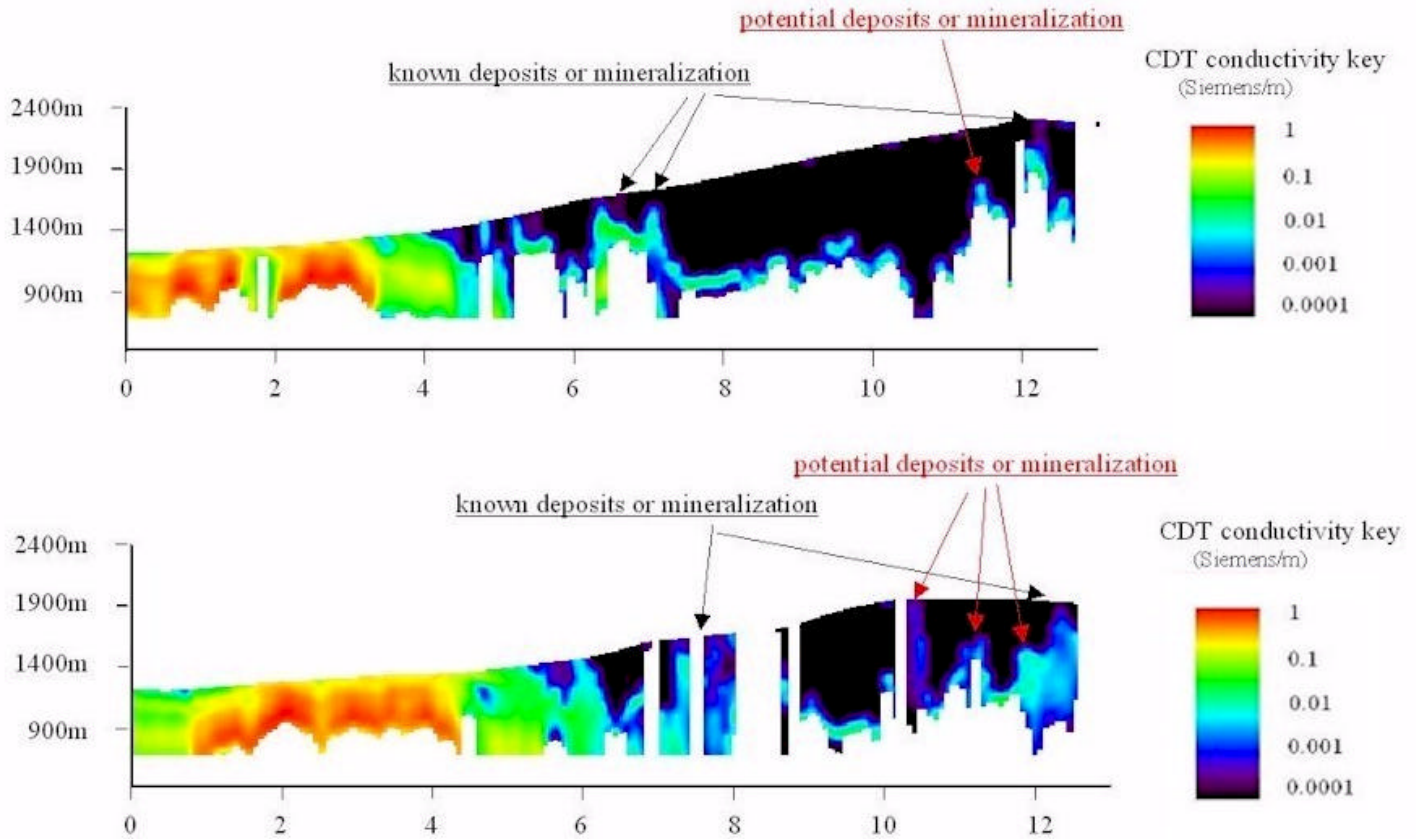 potential deposits or mineralization
known deposits or mineralization
CDT conductivity key
(Siemens/m)
2400m
1900m
1400m
900m
1
0.1
0.01
0.001
0.0001
0 2 4 6 8 10 12
potential deposits or mineralization
known deposits or mineralization
CDT conductivity key
(Siemens/m)
2400m
1900m
1400m
900m
1
0.1
0.01
0.001
0.0001
0 2 4 6 8 10 12